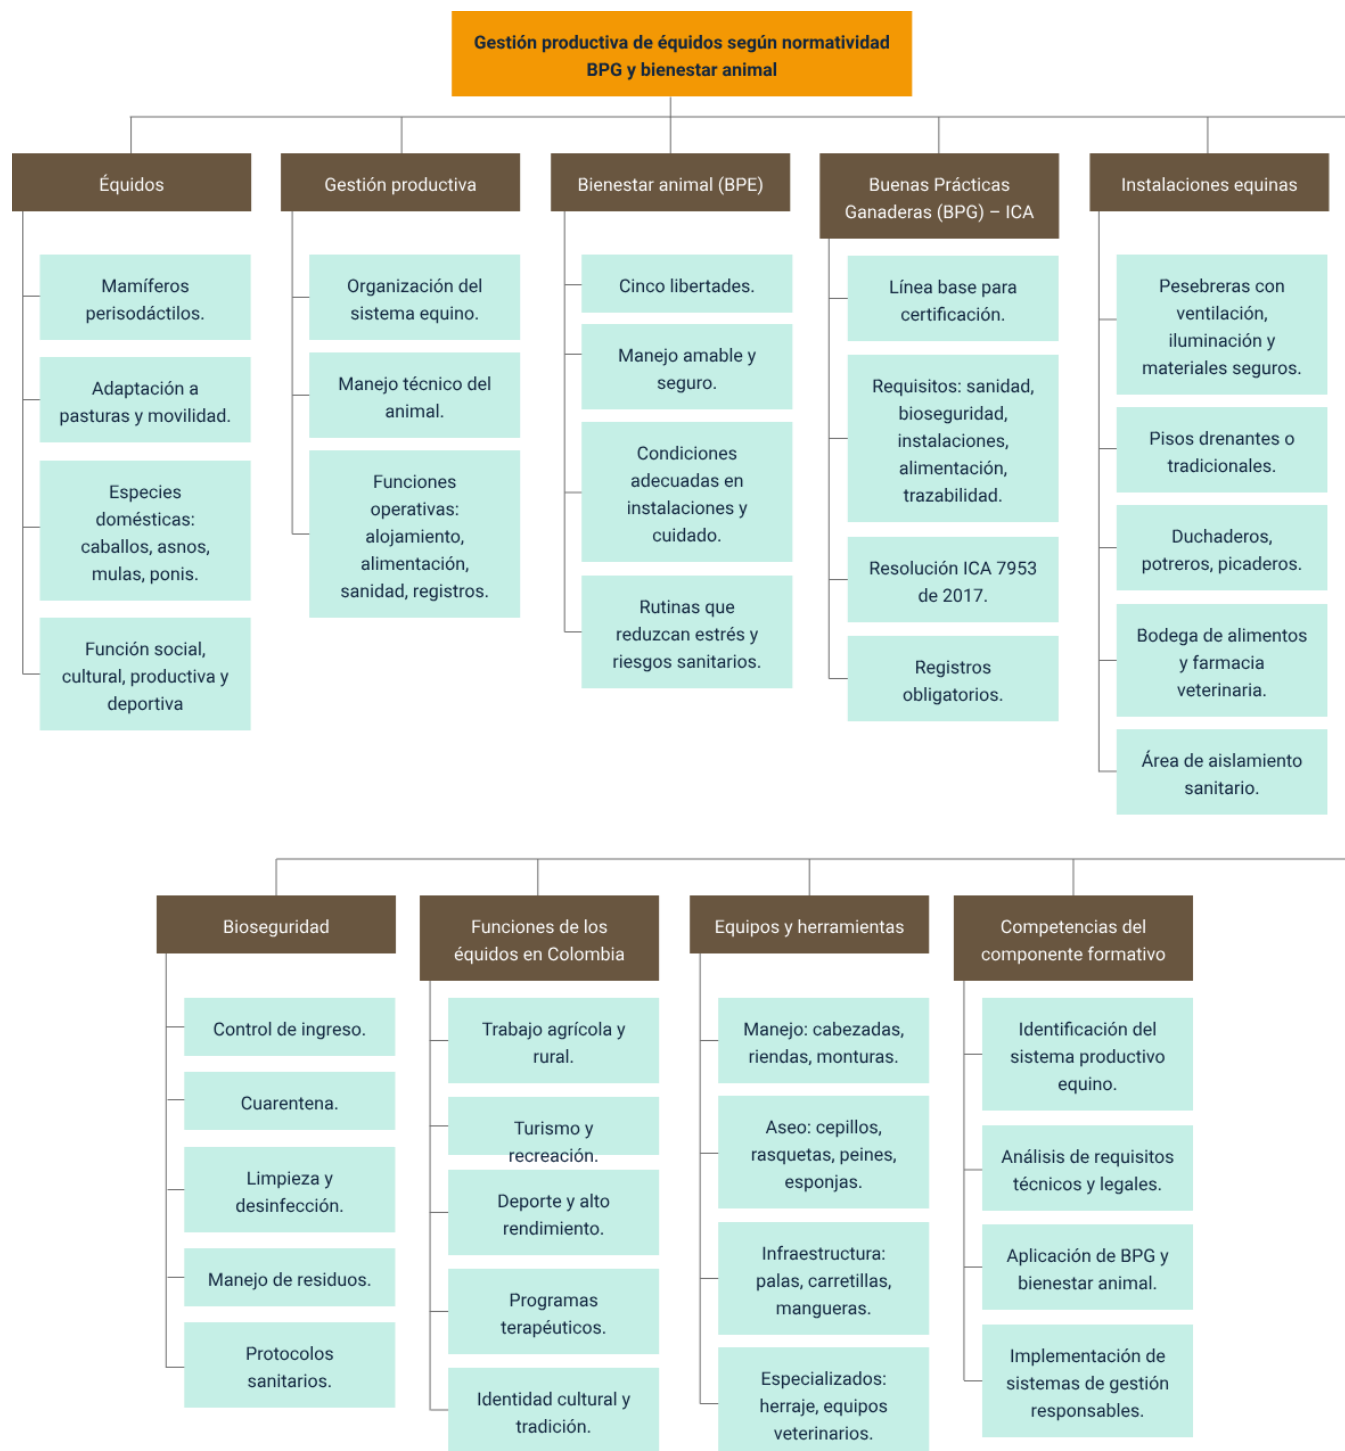 Gestión productiva de équidos según normatividad
BPG y bienestar animal
Équidos
Mamíferos
perisodáctilos.
Adaptación a
pasturas y movilidad.
Especies
domésticas:
caballos, asnos,
mulas, ponis.
Función social,
cultural, productiva y
deportiva
Gestión productiva
Organización del
sistema equino.
Manejo técnico del
animal.
Funciones
operativas:
alojamiento,
alimentación,
sanidad, registros.
Bienestar animal (BPE)
Cinco libertades.
Manejo amable y
seguro.
Condiciones
adecuadas en
instalaciones y
cuidado.
Rutinas que
reduzcan estrés y
riesgos sanitarios.
Buenas Prácticas
Ganaderas (BPG) – ICA
Línea base para
certificación.
Requisitos: sanidad,
bioseguridad,
instalaciones,
alimentación,
trazabilidad.
Resolución ICA 7953
de 2017.
Registros
obligatorios.
Instalaciones equinas
Pesebreras con
ventilación,
iluminación y
materiales seguros.
Pisos drenantes o
tradicionales.
Duchaderos,
potreros, picaderos.
Bodega de alimentos
y farmacia
veterinaria.
Área de aislamiento
sanitario.
Bioseguridad
Control de ingreso.
Cuarentena.
Limpieza y
desinfección.
Manejo de residuos.
Protocolos
sanitarios.
Funciones de los
équidos en Colombia
Trabajo agrícola y
rural.
Turismo y
recreación.
Deporte y alto
rendimiento.
Programas
terapéuticos.
Identidad cultural y
tradición.
Equipos y herramientas
Manejo: cabezadas,
riendas, monturas.
Aseo: cepillos,
rasquetas, peines,
esponjas.
Infraestructura:
palas, carretillas,
mangueras.
Especializados:
herraje, equipos
veterinarios.
Competencias del
componente formativo
Identificación del
sistema productivo
equino.
Análisis de requisitos
técnicos y legales.
Aplicación de BPG y
bienestar animal.
Implementación de
sistemas de gestión
responsables.